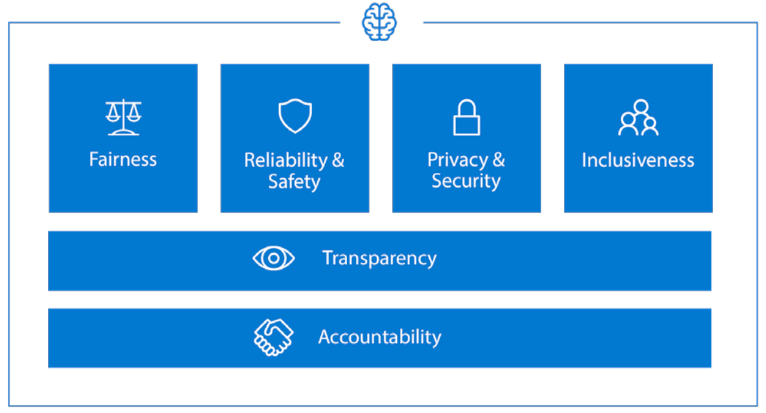 Fairness
Reliability &
Safety
Privacy &
Security
Inclusiveness
Transparency
Accountability